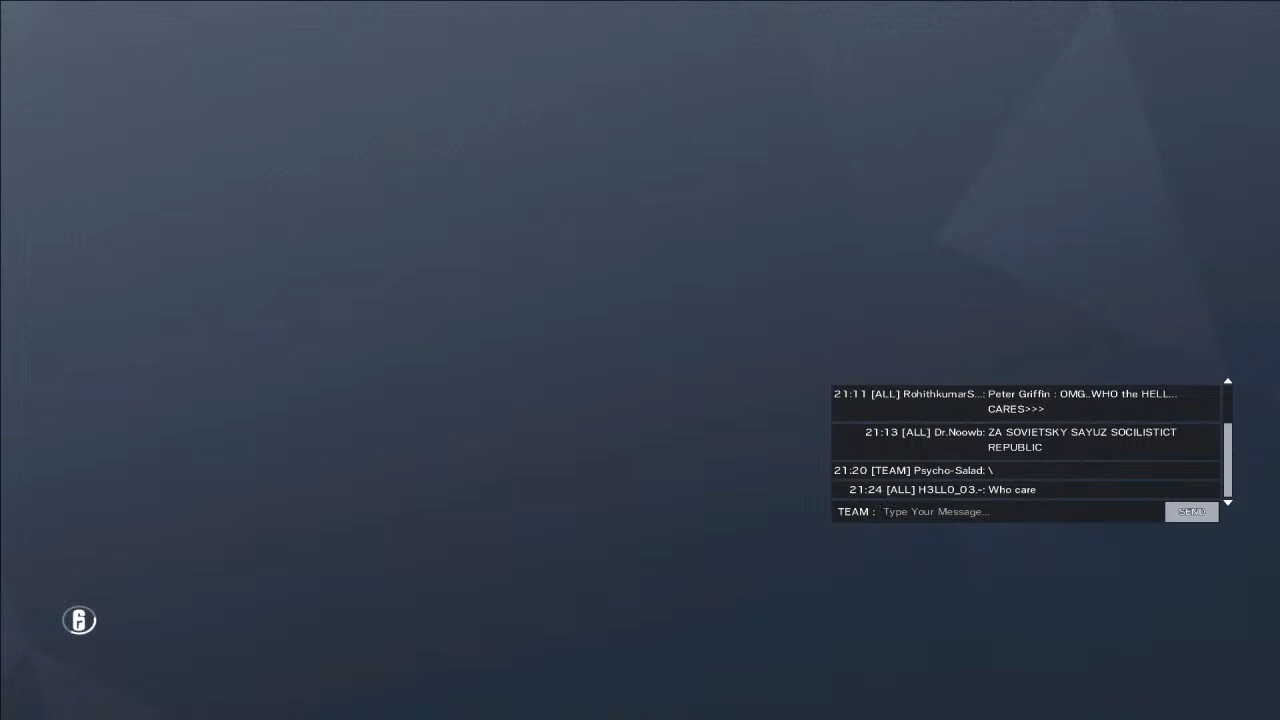 21:11 [ALL] RohithkumarS...: Peter Griffin : OMG..WHO the HELL...
CARES>>>
21:13 [ALL] Dr.Noowb: ZA SOVIETSKY SAYUZ SOCILISTICT
REPUBLIC
21:20 [TEAM] Psycho-Salad: \
21:24 [ALL] H3LL0_03.-: Who care
TEAM : Type Your Message... SEND
6